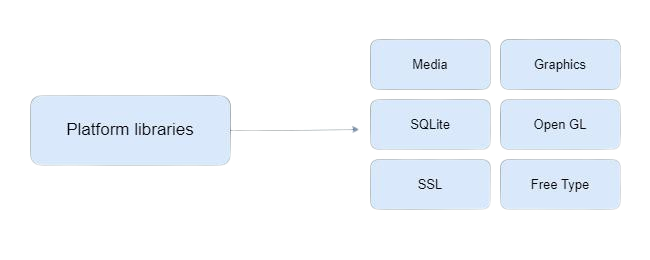 Platform libraries
Media
Graphics
SQLite
Open GL
SSL
Free Type